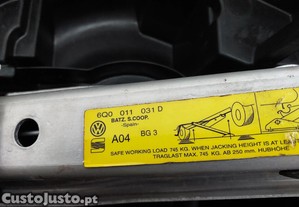 6Q0 011 031 D
BATZ. S.COOP.
-Spain-
A04 BG 3
SAFE WORKING LOAD 745 KG. WHEN JACKING HEIGHT IS AT LEA
TRAGLAST MAX. 745 KG. AB 250 mm. HUBHÖHE
CustoJusto.pt